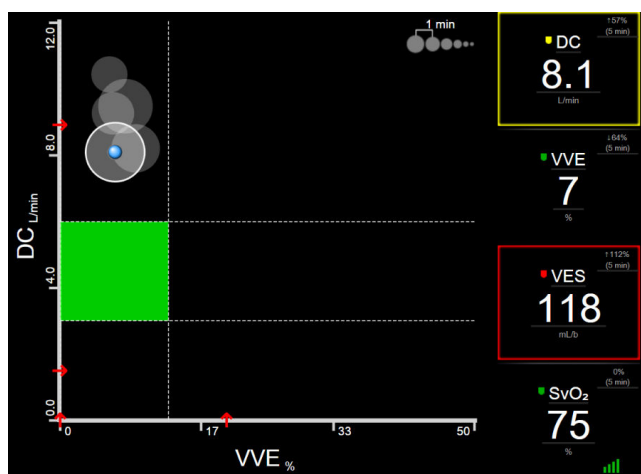 12.0
8.0
4.0
0.0
DC L/min
0
17
33
50
VVE %
1 min
↑57%
(5 min)
DC
8.1
L/min
↓64%
(5 min)
VVE
7
%
↑112%
(5 min)
VES
118
mL/b
0%
(5 min)
SvO₂
75
%